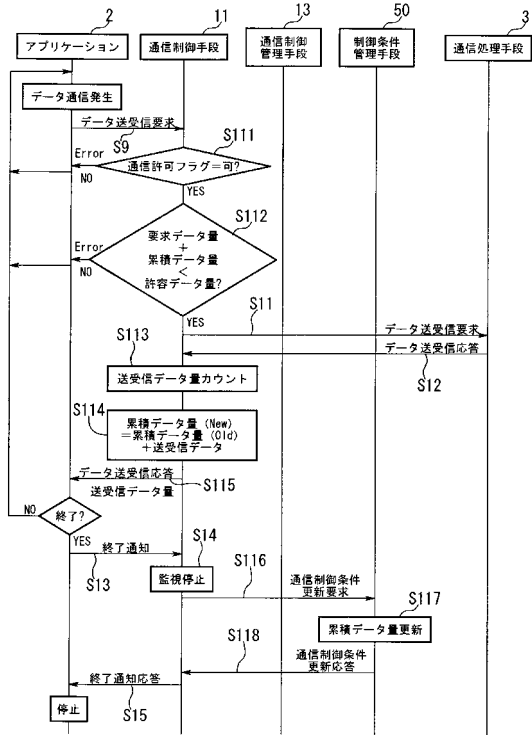 2
11
13
50
3
アプリケーション
通信制御手段
通信制御
管理手段
制御条件
管理手段
通信処理手段
データ通信発生
データ送受信要求
S9
S111
Error
通信許可フラグ=可?
NO
YES
S112
要求データ量
+
累積データ量
<
許容データ量?
Error
NO
YES
S11
データ送受信要求
データ送受信応答
S12
S113
送受信データ量カウント
S114
累積データ量(New)
=累積データ量(Old)
+送受信データ
データ送受信応答
送受信データ量
S115
NO
終了?
YES
終了通知
S13
S14
監視停止
S116
通信制御条件
更新要求
S117
累積データ量更新
S118
通信制御条件
更新応答
終了通知応答
S15
停止